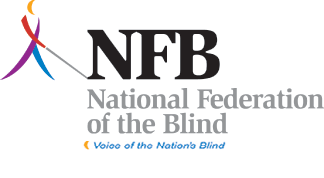 NFB
National Federation
of the Blind
Voice of the Nation's Blind